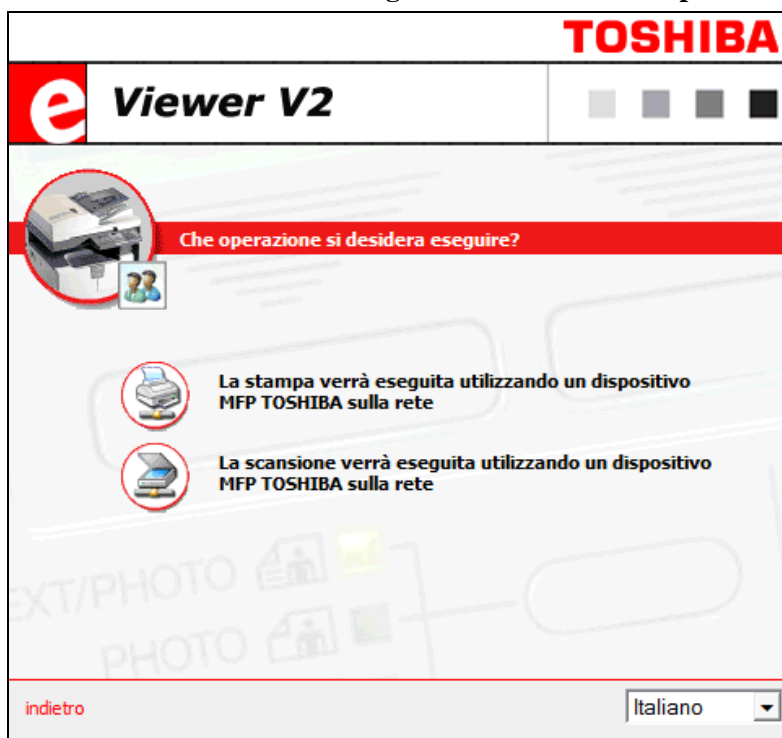 TOSHIBA
e Viewer V2
Che operazione si desidera eseguire?
La stampa verrà eseguita utilizzando un dispositivo
MFP TOSHIBA sulla rete
La scansione verrà eseguita utilizzando un dispositivo
MFP TOSHIBA sulla rete
EXT/PHOTO
PHOTO
indietro
Italiano